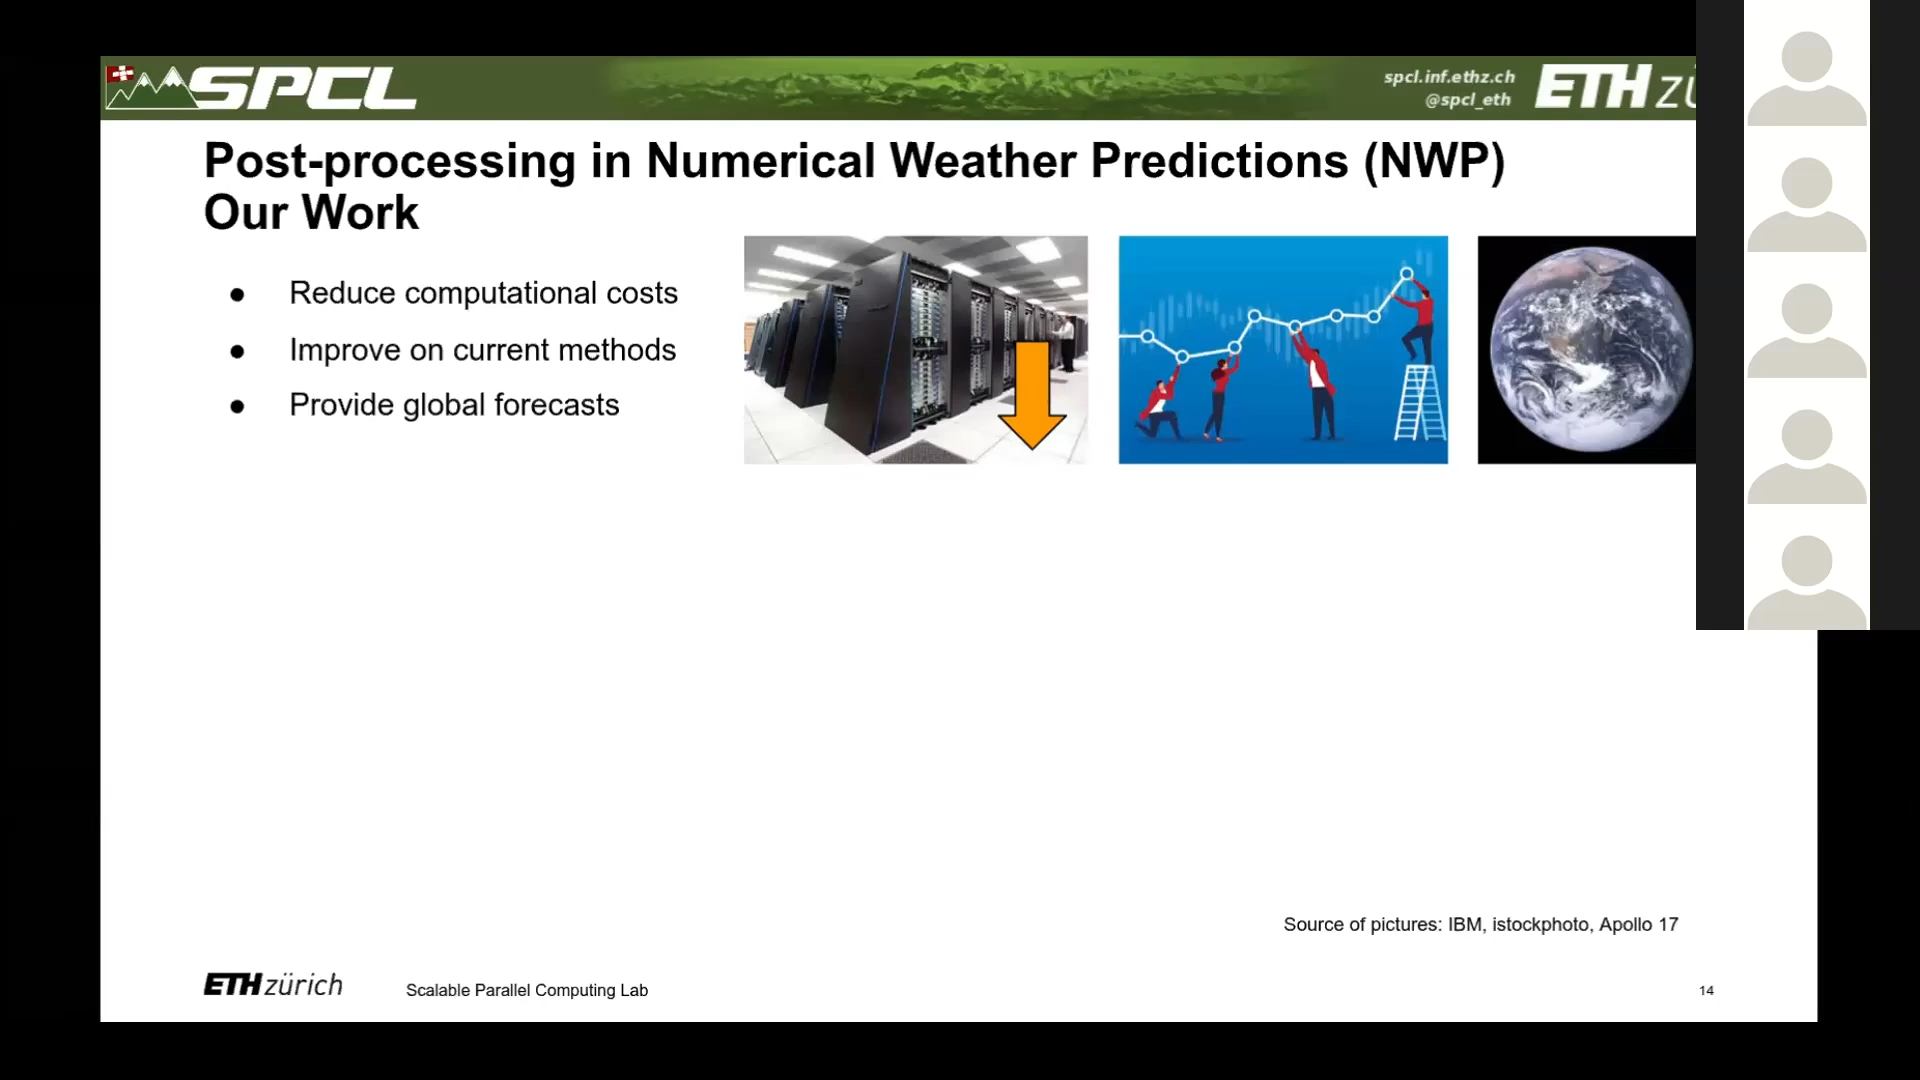 SPCL
spcl.inf.ethz.ch
@spcl_eth
ETH zü
Post-processing in Numerical Weather Predictions (NWP)
Our Work
● Reduce computational costs
● Improve on current methods
● Provide global forecasts
Source of pictures: IBM, istockphoto, Apollo 17
ETH zürich
Scalable Parallel Computing Lab
14